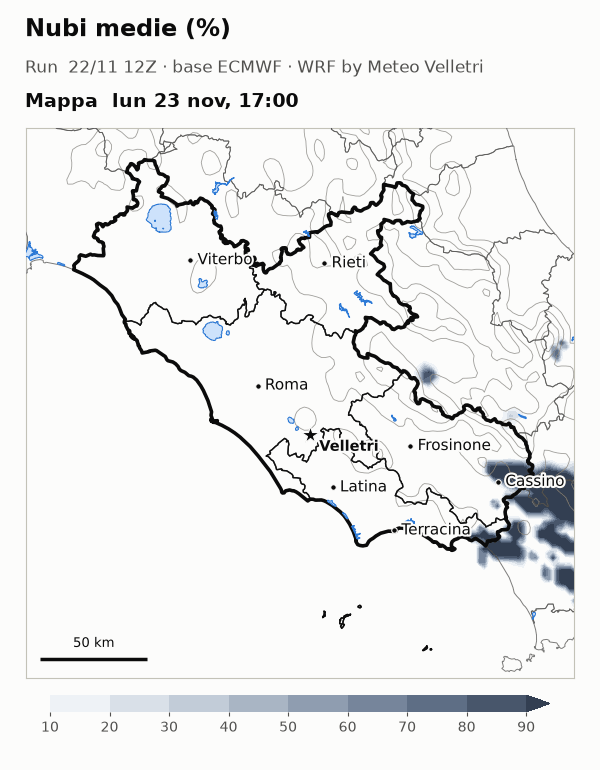 Nubi medie (%)
Run 22/11 12Z · base ECMWF · WRF by Meteo Velletri
Mappa lun 23 nov, 17:00
Viterbo
Rieti
Roma
Velletri
Frosinone
Latina
Cassino
Terracina
50 km
10 20 30 40 50 60 70 80 90